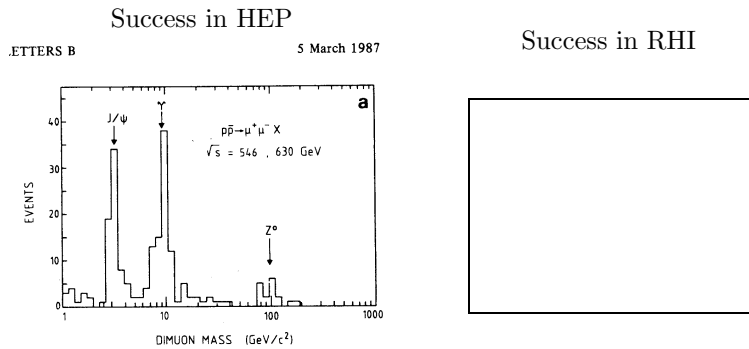 Success in HEP
.ETTERS B
5 March 1987
a
J/ψ
ϒ
pp̄→μ⁺μ⁻ X
√s = 546 , 630 GeV
Z⁰
EVENTS
40
30
20
10
0
1
10
100
1000
DIMUON MASS (GeV/c²)
Success in RHI